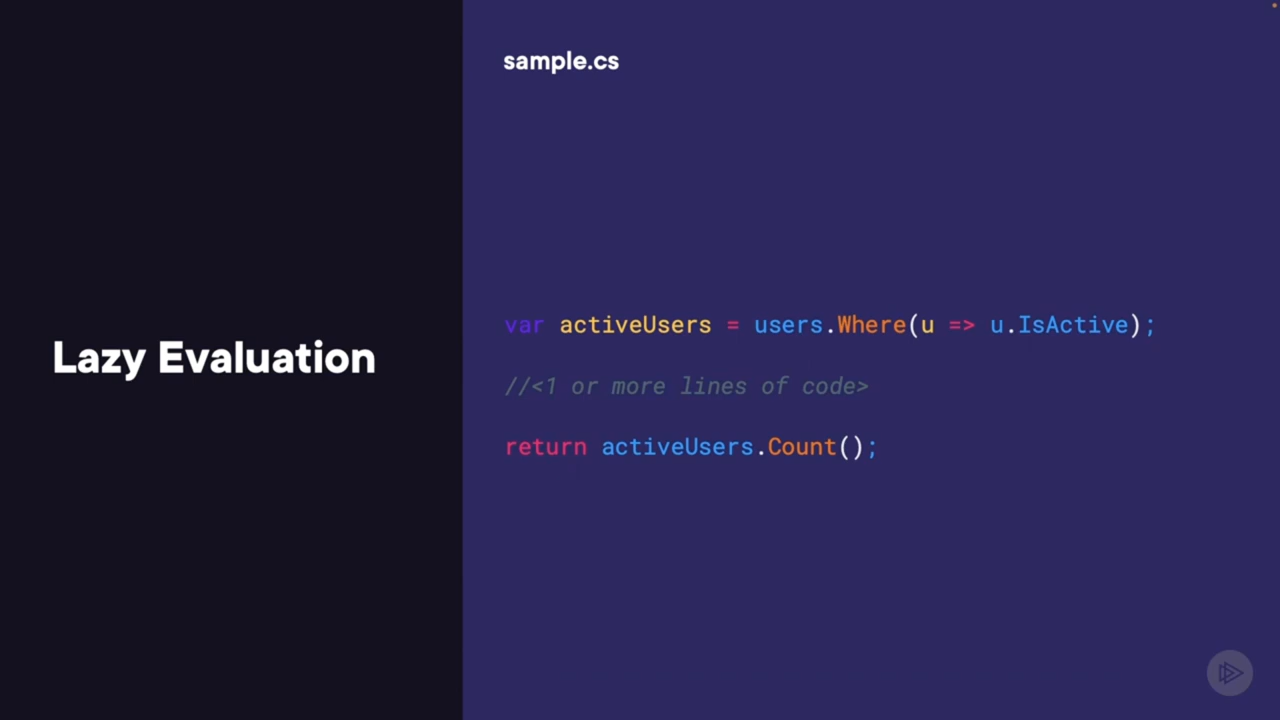 sample.cs
Lazy Evaluation
var activeUsers = users.Where(u => u.IsActive);
//<1 or more lines of code>
return activeUsers.Count();